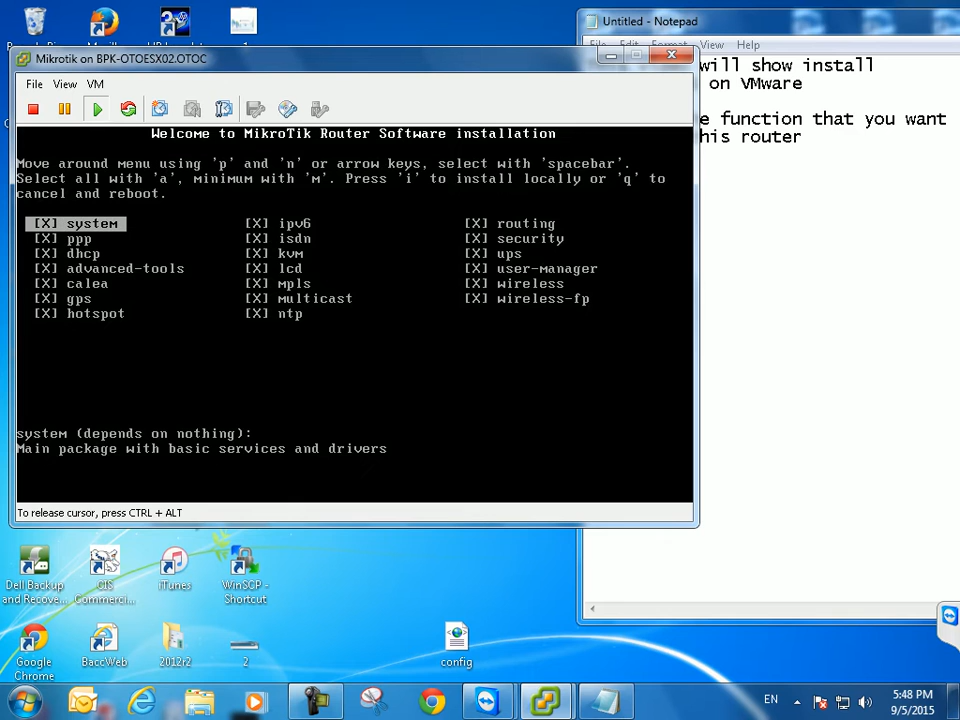 Untitled - Notepad
File Edit Format View Help
will show install
on VMware
e function that you want
his router
Mikrotik on BPK-OTOESX02.OTOC
File View VM
Welcome to MikroTik Router Software installation
Move around menu using 'p' and 'n' or arrow keys, select with 'spacebar'.
Select all with 'a', minimum with 'm'. Press 'i' to install locally or 'q' to
cancel and reboot.
[X] system [X] ipv6 [X] routing
[X] ppp [X] isdn [X] security
[X] dhcp [X] kvm [X] ups
[X] advanced-tools [X] lcd [X] user-manager
[X] calea [X] mpls [X] wireless
[X] gps [X] multicast [X] wireless-fp
[X] hotspot [X] ntp
system (depends on nothing):
Main package with basic services and drivers
To release cursor, press CTRL + ALT
Dell Backup
and Recove...
GIS
Commerci...
iTunes
WinSCP -
Shortcut
Google
Chrome
BaccWeb
2012r2
2
config
EN
5:48 PM
9/5/2015